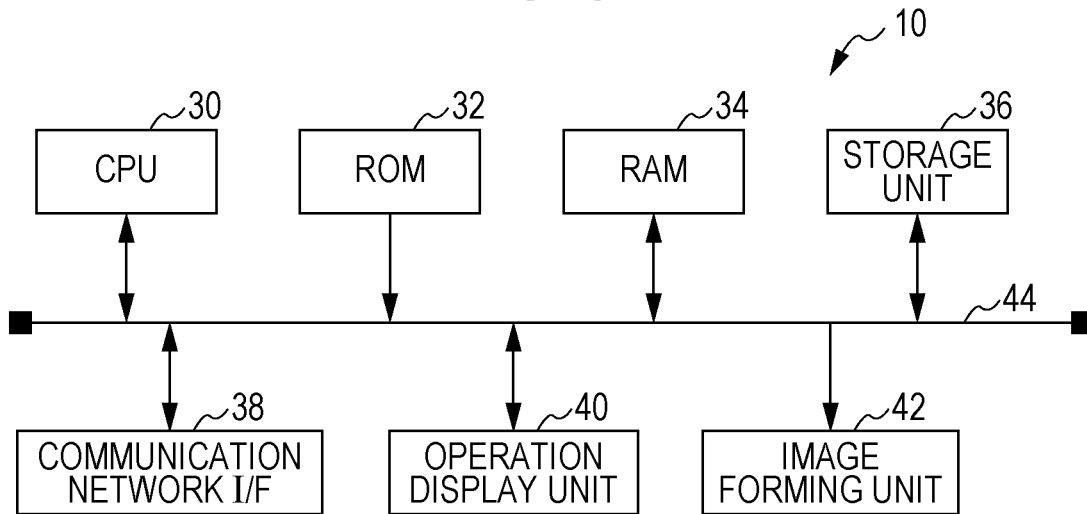 10
30
32
34
36
CPU
ROM
RAM
STORAGE
UNIT
44
38
40
42
COMMUNICATION
NETWORK I/F
OPERATION
DISPLAY UNIT
IMAGE
FORMING UNIT